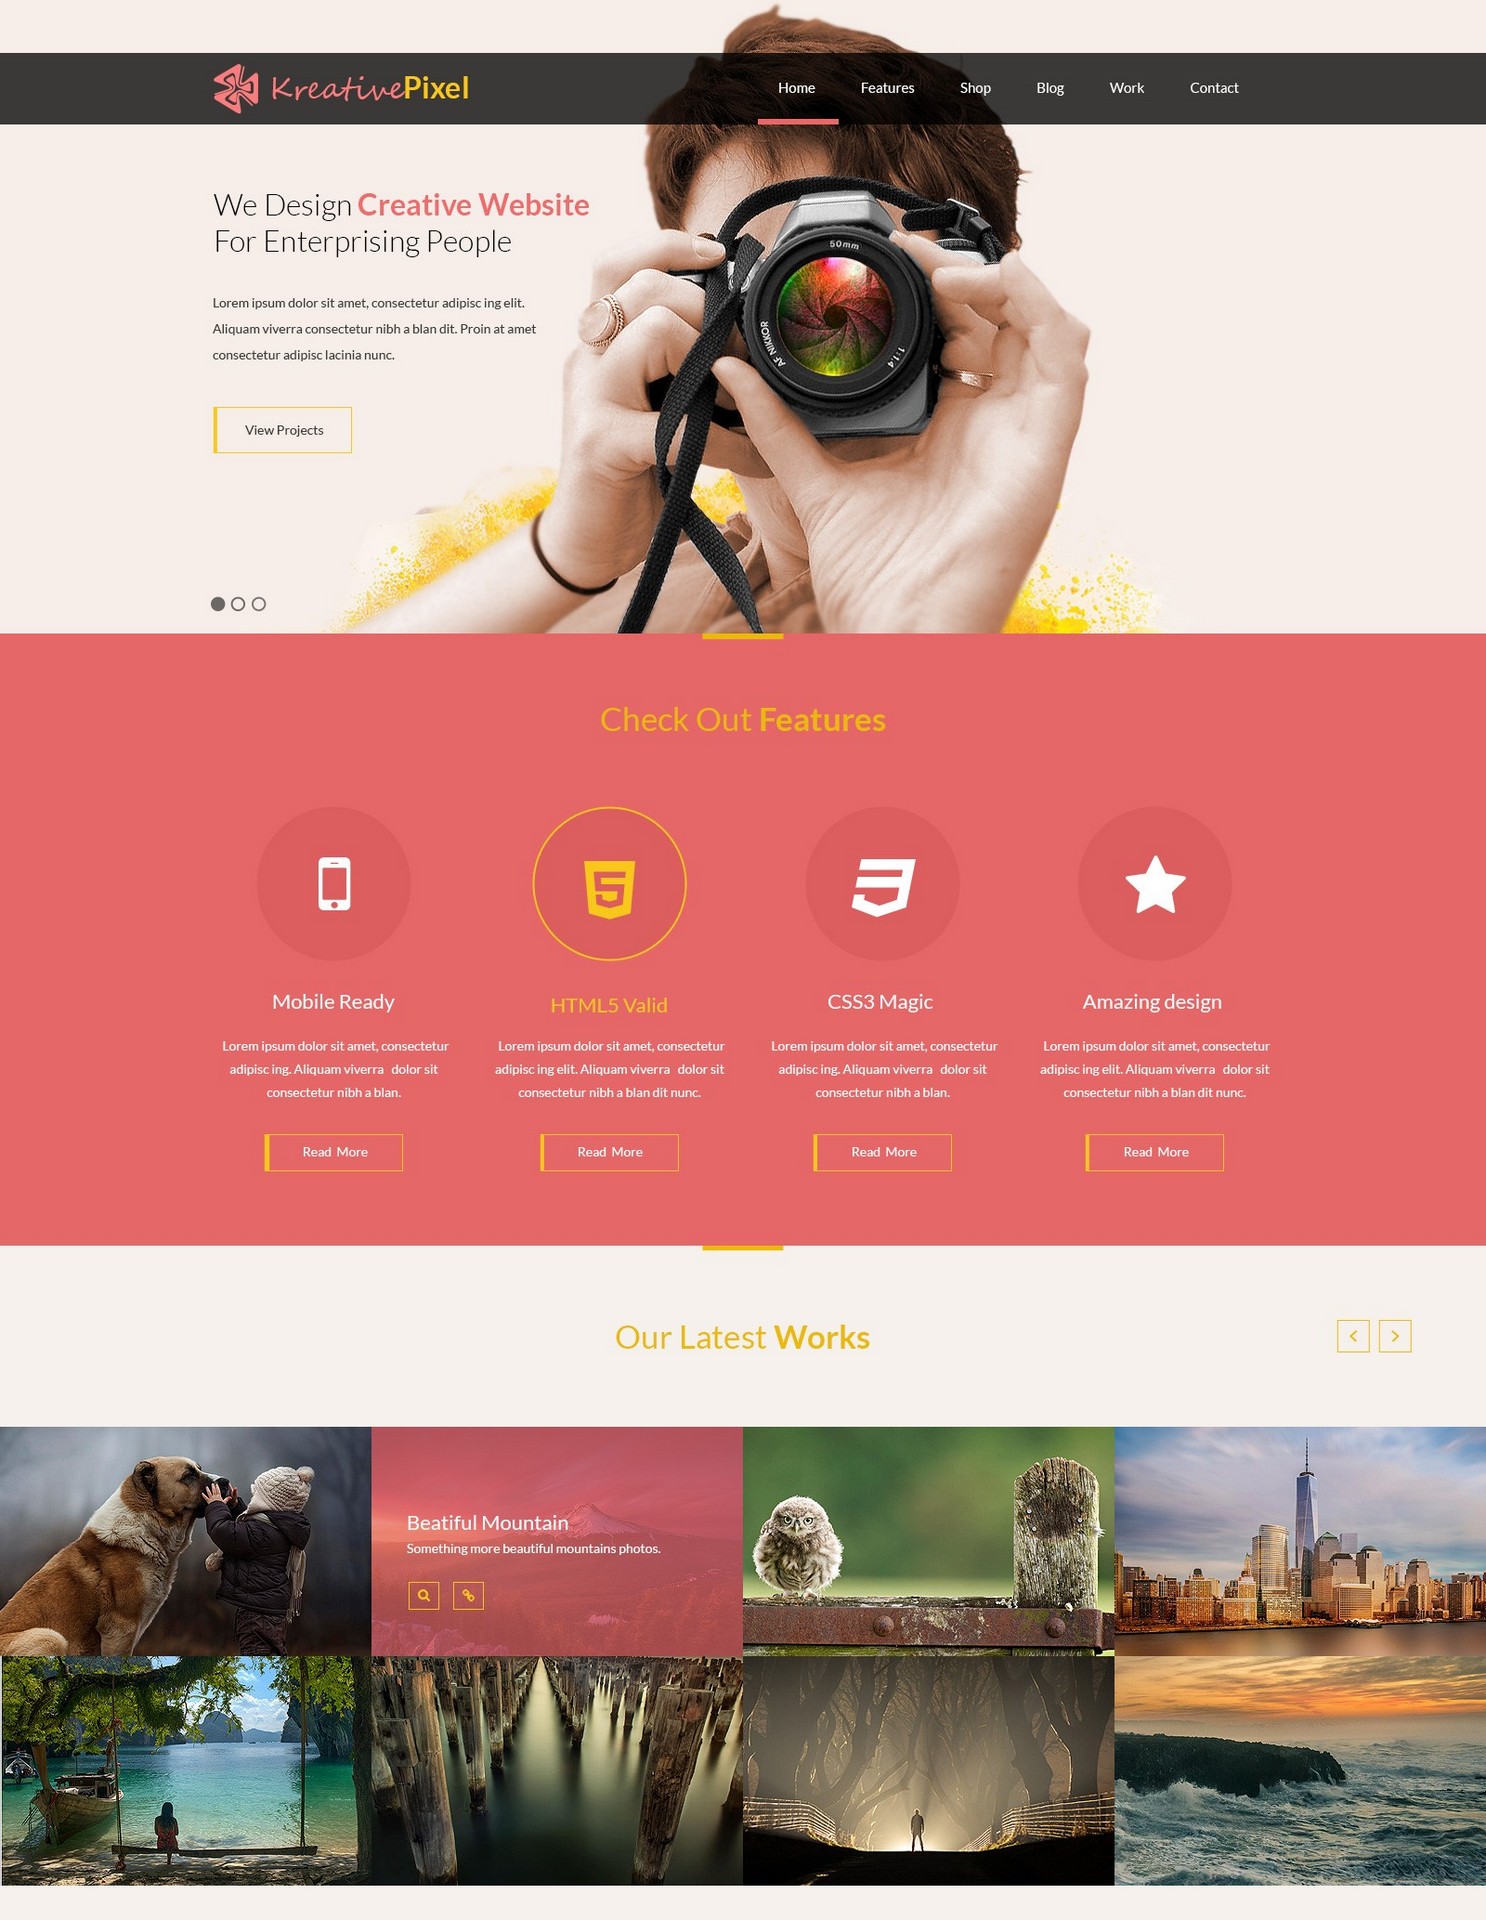 KreativePixel
Home Features Shop Blog Work Contact
We Design Creative Website
For Enterprising People
Lorem ipsum dolor sit amet, consectetur adipisc ing elit.
Aliquam viverra consectetur nibh a blan dit. Proin at amet
consectetur adipisc lacinia nunc.
View Projects
50mm
AF NIKKOR
1:1.4
Check Out Features
Mobile Ready
Lorem ipsum dolor sit amet, consectetur
adipisc ing. Aliquam viverra dolor sit
consectetur nibh a blan.
Read More
HTML5 Valid
Lorem ipsum dolor sit amet, consectetur
adipisc ing elit. Aliquam viverra dolor sit
consectetur nibh a blan dit nunc.
Read More
CSS3 Magic
Lorem ipsum dolor sit amet, consectetur
adipisc ing. Aliquam viverra dolor sit
consectetur nibh a blan.
Read More
Amazing design
Lorem ipsum dolor sit amet, consectetur
adipisc ing elit. Aliquam viverra dolor sit
consectetur nibh a blan dit nunc.
Read More
Our Latest Works
Beatiful Mountain
Something more beautiful mountains photos.